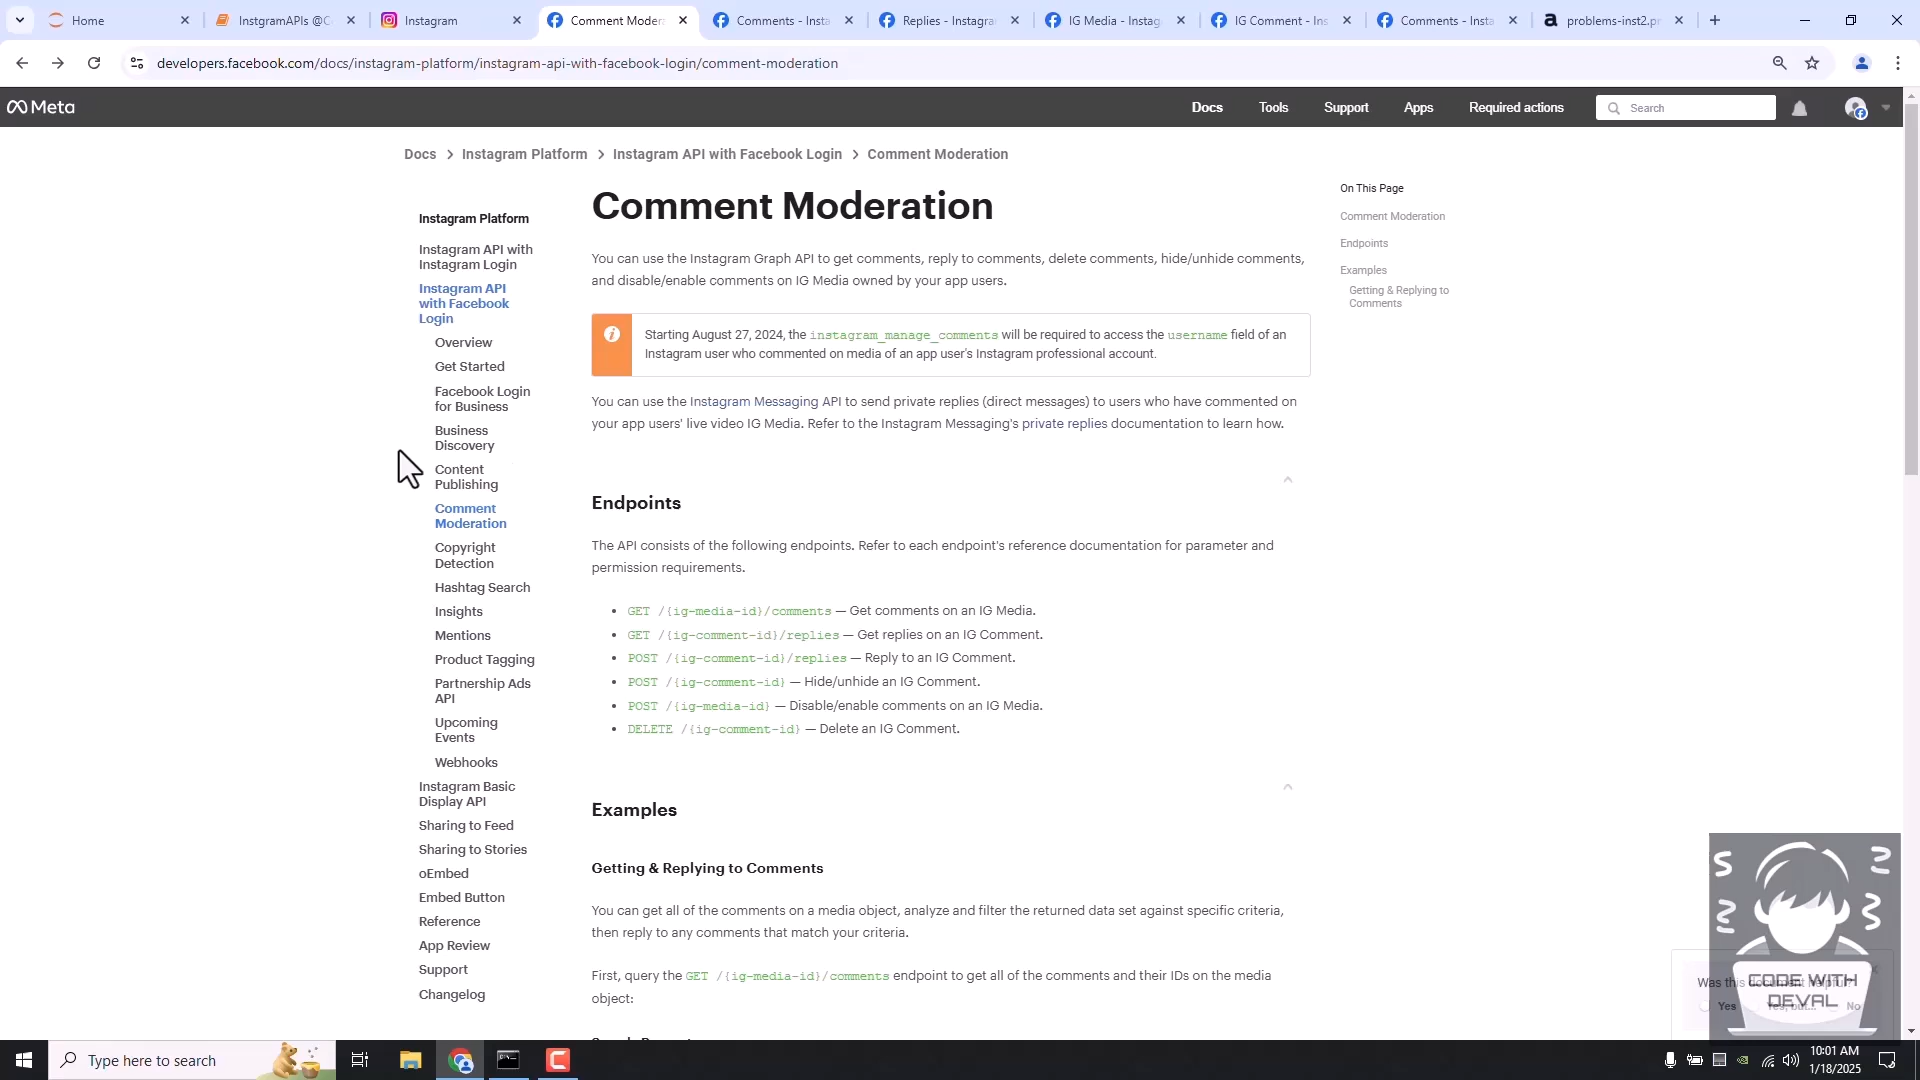 Home
InstgramAPIs @C
Instagram
Comment Moder
Comments - Insta
Replies - Instagra
IG Media - Instag
IG Comment - Ins
Comments - Insta
problems-inst2.pn
developers.facebook.com/docs/instagram-platform/instagram-api-with-facebook-login/comment-moderation
Meta
Docs
Tools
Support
Apps
Required actions
Search
Docs > Instagram Platform > Instagram API with Facebook Login > Comment Moderation
Instagram Platform
Instagram API with
Instagram Login
Instagram API
with Facebook
Login
Overview
Get Started
Facebook Login
for Business
Business
Discovery
Content
Publishing
Comment
Moderation
Copyright
Detection
Hashtag Search
Insights
Mentions
Product Tagging
Partnership Ads
API
Upcoming
Events
Webhooks
Instagram Basic
Display API
Sharing to Feed
Sharing to Stories
oEmbed
Embed Button
Reference
App Review
Support
Changelog
Comment Moderation
You can use the Instagram Graph API to get comments, reply to comments, delete comments, hide/unhide comments,
and disable/enable comments on IG Media owned by your app users.
Starting August 27, 2024, the instagram_manage_comments will be required to access the username field of an
Instagram user who commented on media of an app user's Instagram professional account.
You can use the Instagram Messaging API to send private replies (direct messages) to users who have commented on
your app users' live video IG Media. Refer to the Instagram Messaging's private replies documentation to learn how.
Endpoints
The API consists of the following endpoints. Refer to each endpoint's reference documentation for parameter and
permission requirements.
• GET /{ig-media-id}/comments — Get comments on an IG Media.
• GET /{ig-comment-id}/replies — Get replies on an IG Comment.
• POST /{ig-comment-id}/replies — Reply to an IG Comment.
• POST /{ig-comment-id} — Hide/unhide an IG Comment.
• POST /{ig-media-id} — Disable/enable comments on an IG Media.
• DELETE /{ig-comment-id} — Delete an IG Comment.
Examples
Getting & Replying to Comments
You can get all of the comments on a media object, analyze and filter the returned data set against specific criteria,
then reply to any comments that match your criteria.
First, query the GET /{ig-media-id}/comments endpoint to get all of the comments and their IDs on the media
object:
On This Page
Comment Moderation
Endpoints
Examples
Getting & Replying to
Comments
Was this document helpful?
Yes
Yes, but...
No
CODE WITH
DEVAL
Type here to search
10:01 AM
1/18/2025